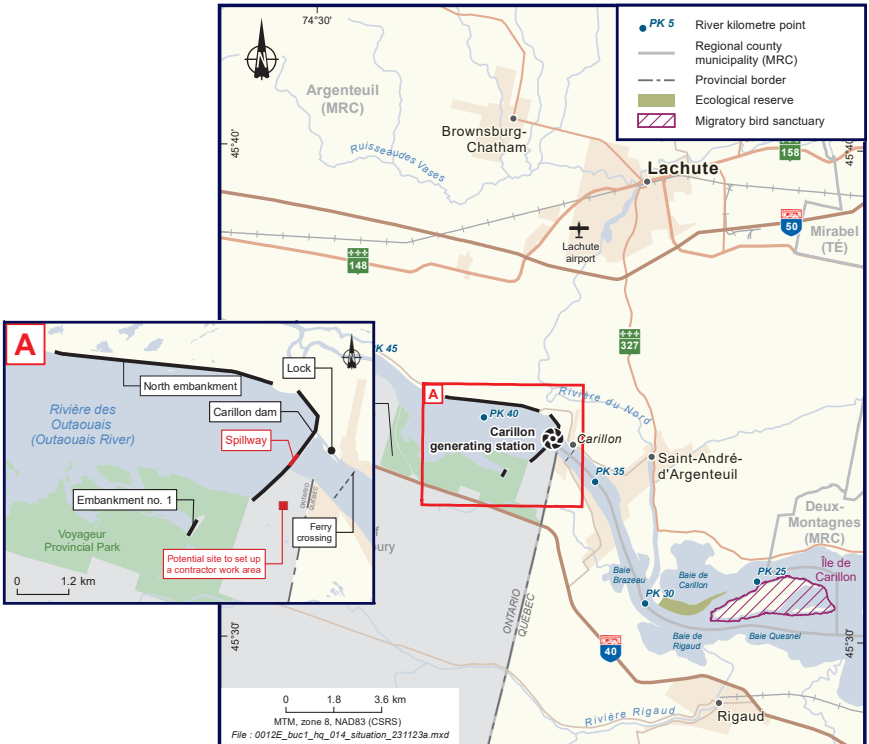 74°30'
PK 5
River kilometre point
Regional county
municipality (MRC)
Provincial border
Ecological reserve
Migratory bird sanctuary
Argenteuil
(MRC)
Brownsburg-
Chatham
45°40'
Ruisseaudes Vases
Lachute
158
45°40'
50
Mirabel
(TÉ)
Lachute
airport
148
327
A
PK 45
Lock
North embankment
Rivière des
Outaouais
(Outaouais River)
Carillon dam
Spillway
Embankment no. 1
ONTARIO
QUÉBEC
Voyageur
Provincial Park
Ferry
crossing
Potential site to set up
a contractor work area
0 1.2 km
A
PK 40
Rivière du Nord
Carillon
generating station
Carillon
PK 35
Saint-André-
d'Argenteuil
Deux-
Montagnes
(MRC)
Île de
Carillon
PK 25
Baie
Brazeau
Baie de
Carillon
PK 30
ONTARIO
QUÉBEC
Baie de
Rigaud
Baie Quesnel
45°30'
45°30'
40
Rigaud
Rivière Rigaud
0 1.8 3.6 km
MTM, zone 8, NAD83 (CSRS)
File : 0012E_buc1_hq_014_situation_231123a.mxd